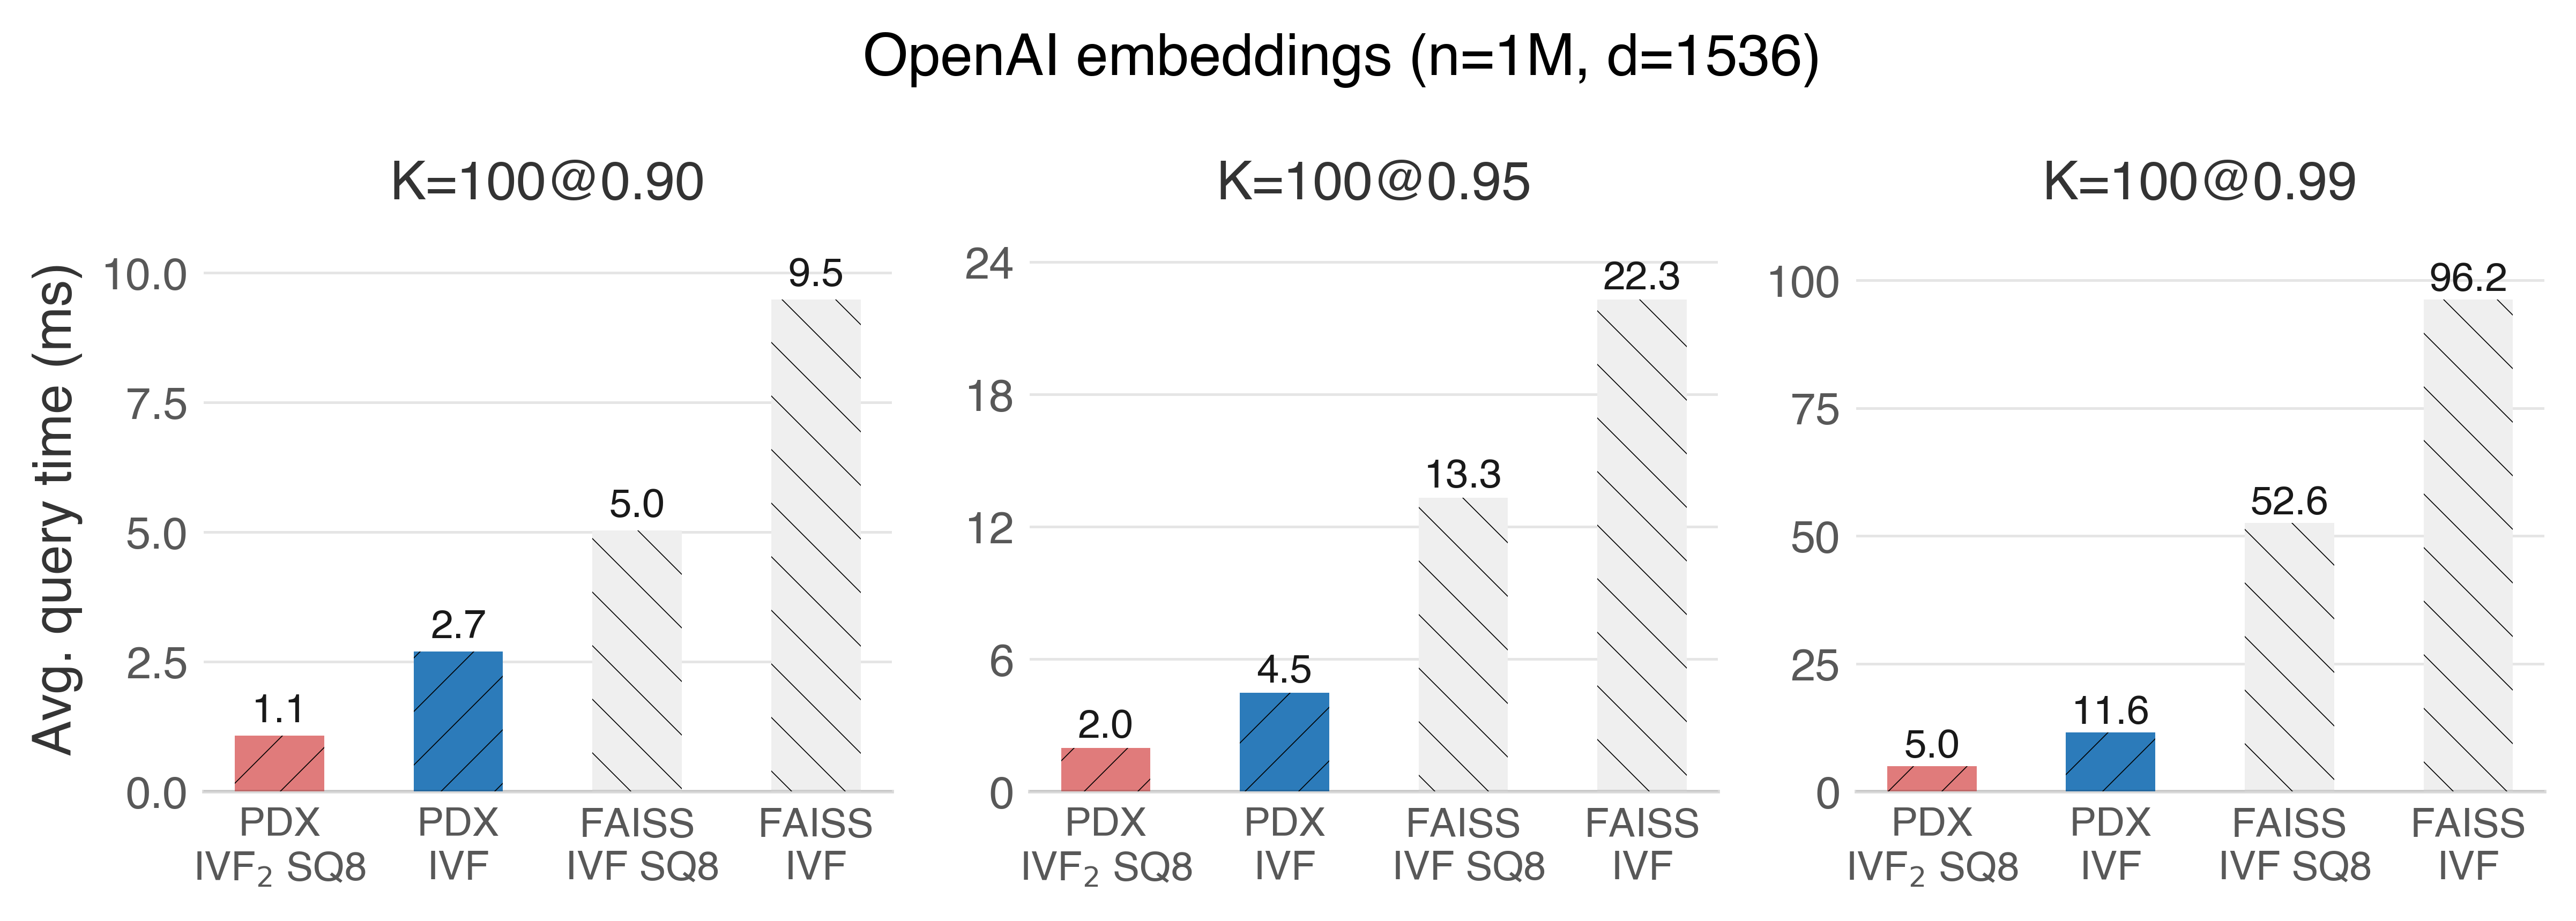 OpenAI embeddings (n=1M, d=1536)
Avg. query time (ms)
K=100@0.90
10.0
7.5
5.0
2.5
0.0
1.1
2.7
5.0
9.5
PDX
IVF₂ SQ8
PDX
IVF
FAISS
IVF SQ8
FAISS
IVF
K=100@0.95
24
18
12
6
0
2.0
4.5
13.3
22.3
PDX
IVF₂ SQ8
PDX
IVF
FAISS
IVF SQ8
FAISS
IVF
K=100@0.99
100
75
50
25
0
5.0
11.6
52.6
96.2
PDX
IVF₂ SQ8
PDX
IVF
FAISS
IVF SQ8
FAISS
IVF